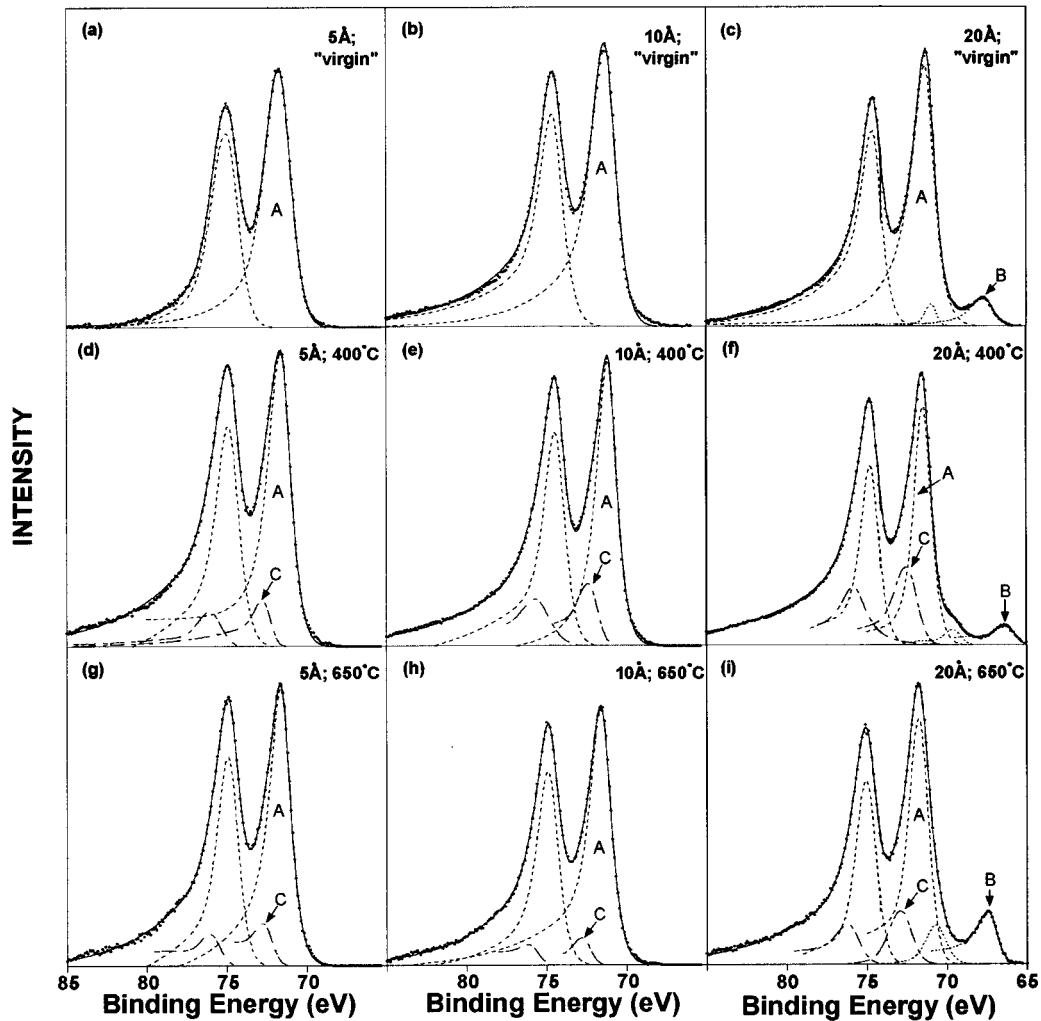 (a) 5Å; "virgin"
A
(b) 10Å; "virgin"
A
(c) 20Å; "virgin"
A
B
(d) 5Å; 400°C
A
C
(e) 10Å; 400°C
A
C
(f) 20Å; 400°C
A
C
B
(g) 5Å; 650°C
A
C
(h) 10Å; 650°C
A
C
(i) 20Å; 650°C
A
C
B
INTENSITY
85 80 75 70
80 75 70
80 75 70 65
Binding Energy (eV)
Binding Energy (eV)
Binding Energy (eV)